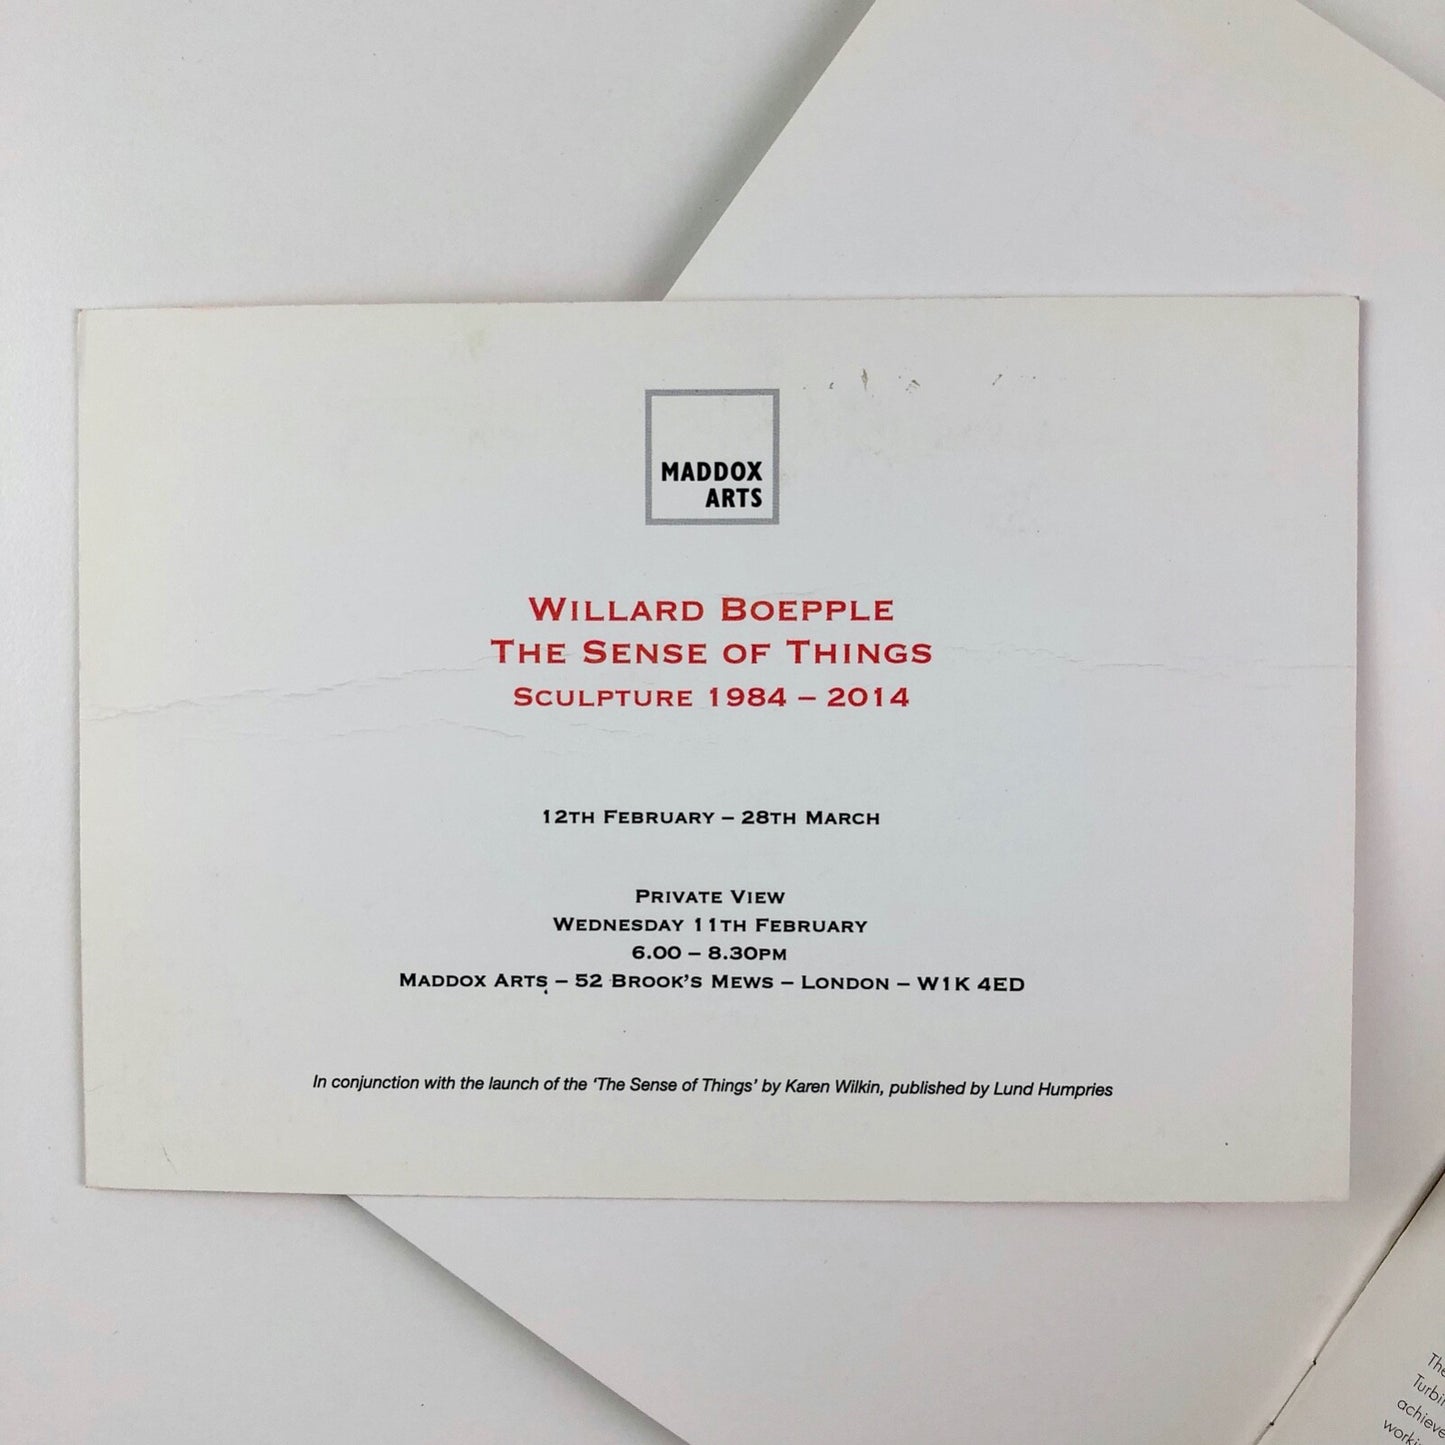 MADDOX
ARTS
WILLARD BOEPPLE
THE SENSE OF THINGS
SCULPTURE 1984 – 2014
12TH FEBRUARY – 28TH MARCH
PRIVATE VIEW
WEDNESDAY 11TH FEBRUARY
6.00 – 8.30PM
MADDOX ARTS – 52 BROOK'S MEWS – LONDON – W1K 4ED
In conjunction with the launch of the 'The Sense of Things' by Karen Wilkin, published by Lund Humpries